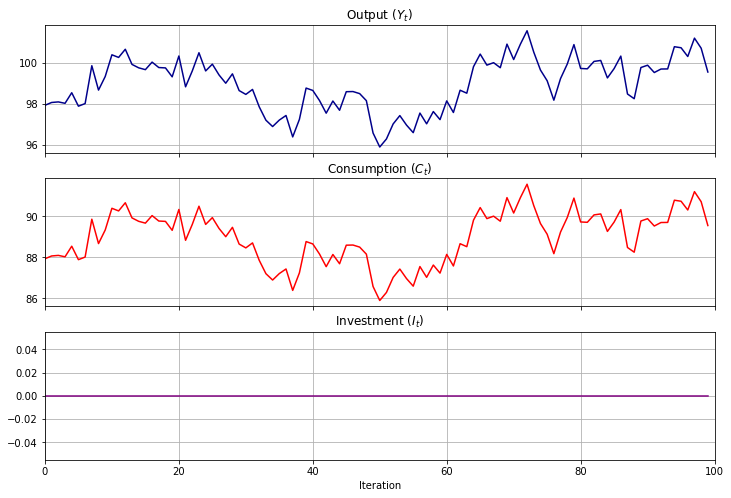 Output (Y_t)
100
98
96
Consumption (C_t)
90
88
86
Investment (I_t)
0.04
0.02
0.00
−0.02
−0.04
0 20 40 60 80 100
Iteration